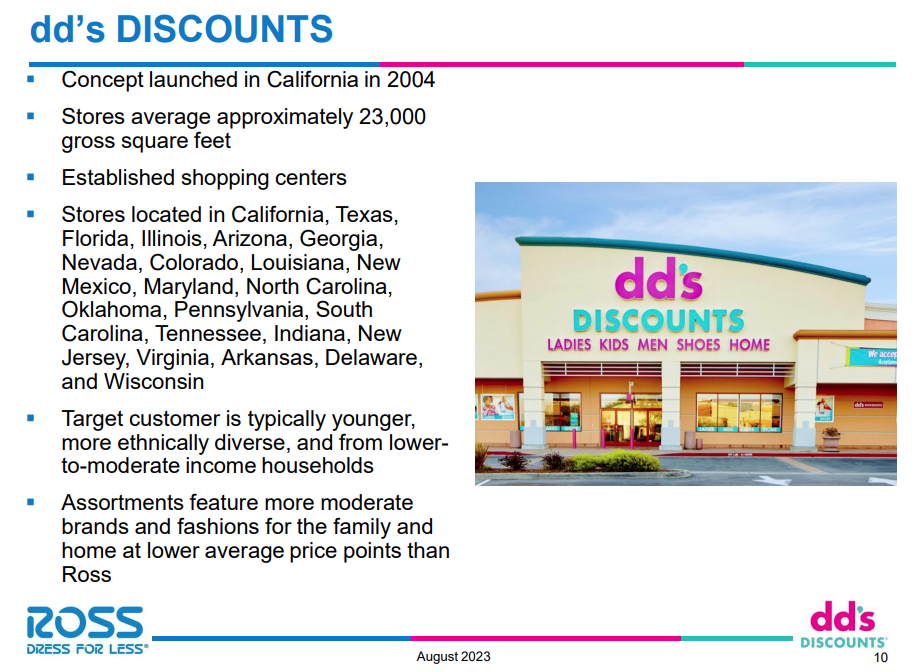 dd’s DISCOUNTS
▪ Concept launched in California in 2004
▪ Stores average approximately 23,000
gross square feet
▪ Established shopping centers
▪ Stores located in California, Texas,
Florida, Illinois, Arizona, Georgia,
Nevada, Colorado, Louisiana, New
Mexico, Maryland, North Carolina,
Oklahoma, Pennsylvania, South
Carolina, Tennessee, Indiana, New
Jersey, Virginia, Arkansas, Delaware,
and Wisconsin
▪ Target customer is typically younger,
more ethnically diverse, and from lower-
to-moderate income households
▪ Assortments feature more moderate
brands and fashions for the family and
home at lower average price points than
Ross
dd’s
DISCOUNTS
LADIES KIDS MEN SHOES HOME
We accep
dd's DISCOUNTS
ROSS
DRESS FOR LESS®
dd’s
DISCOUNTS®
August 2023
10